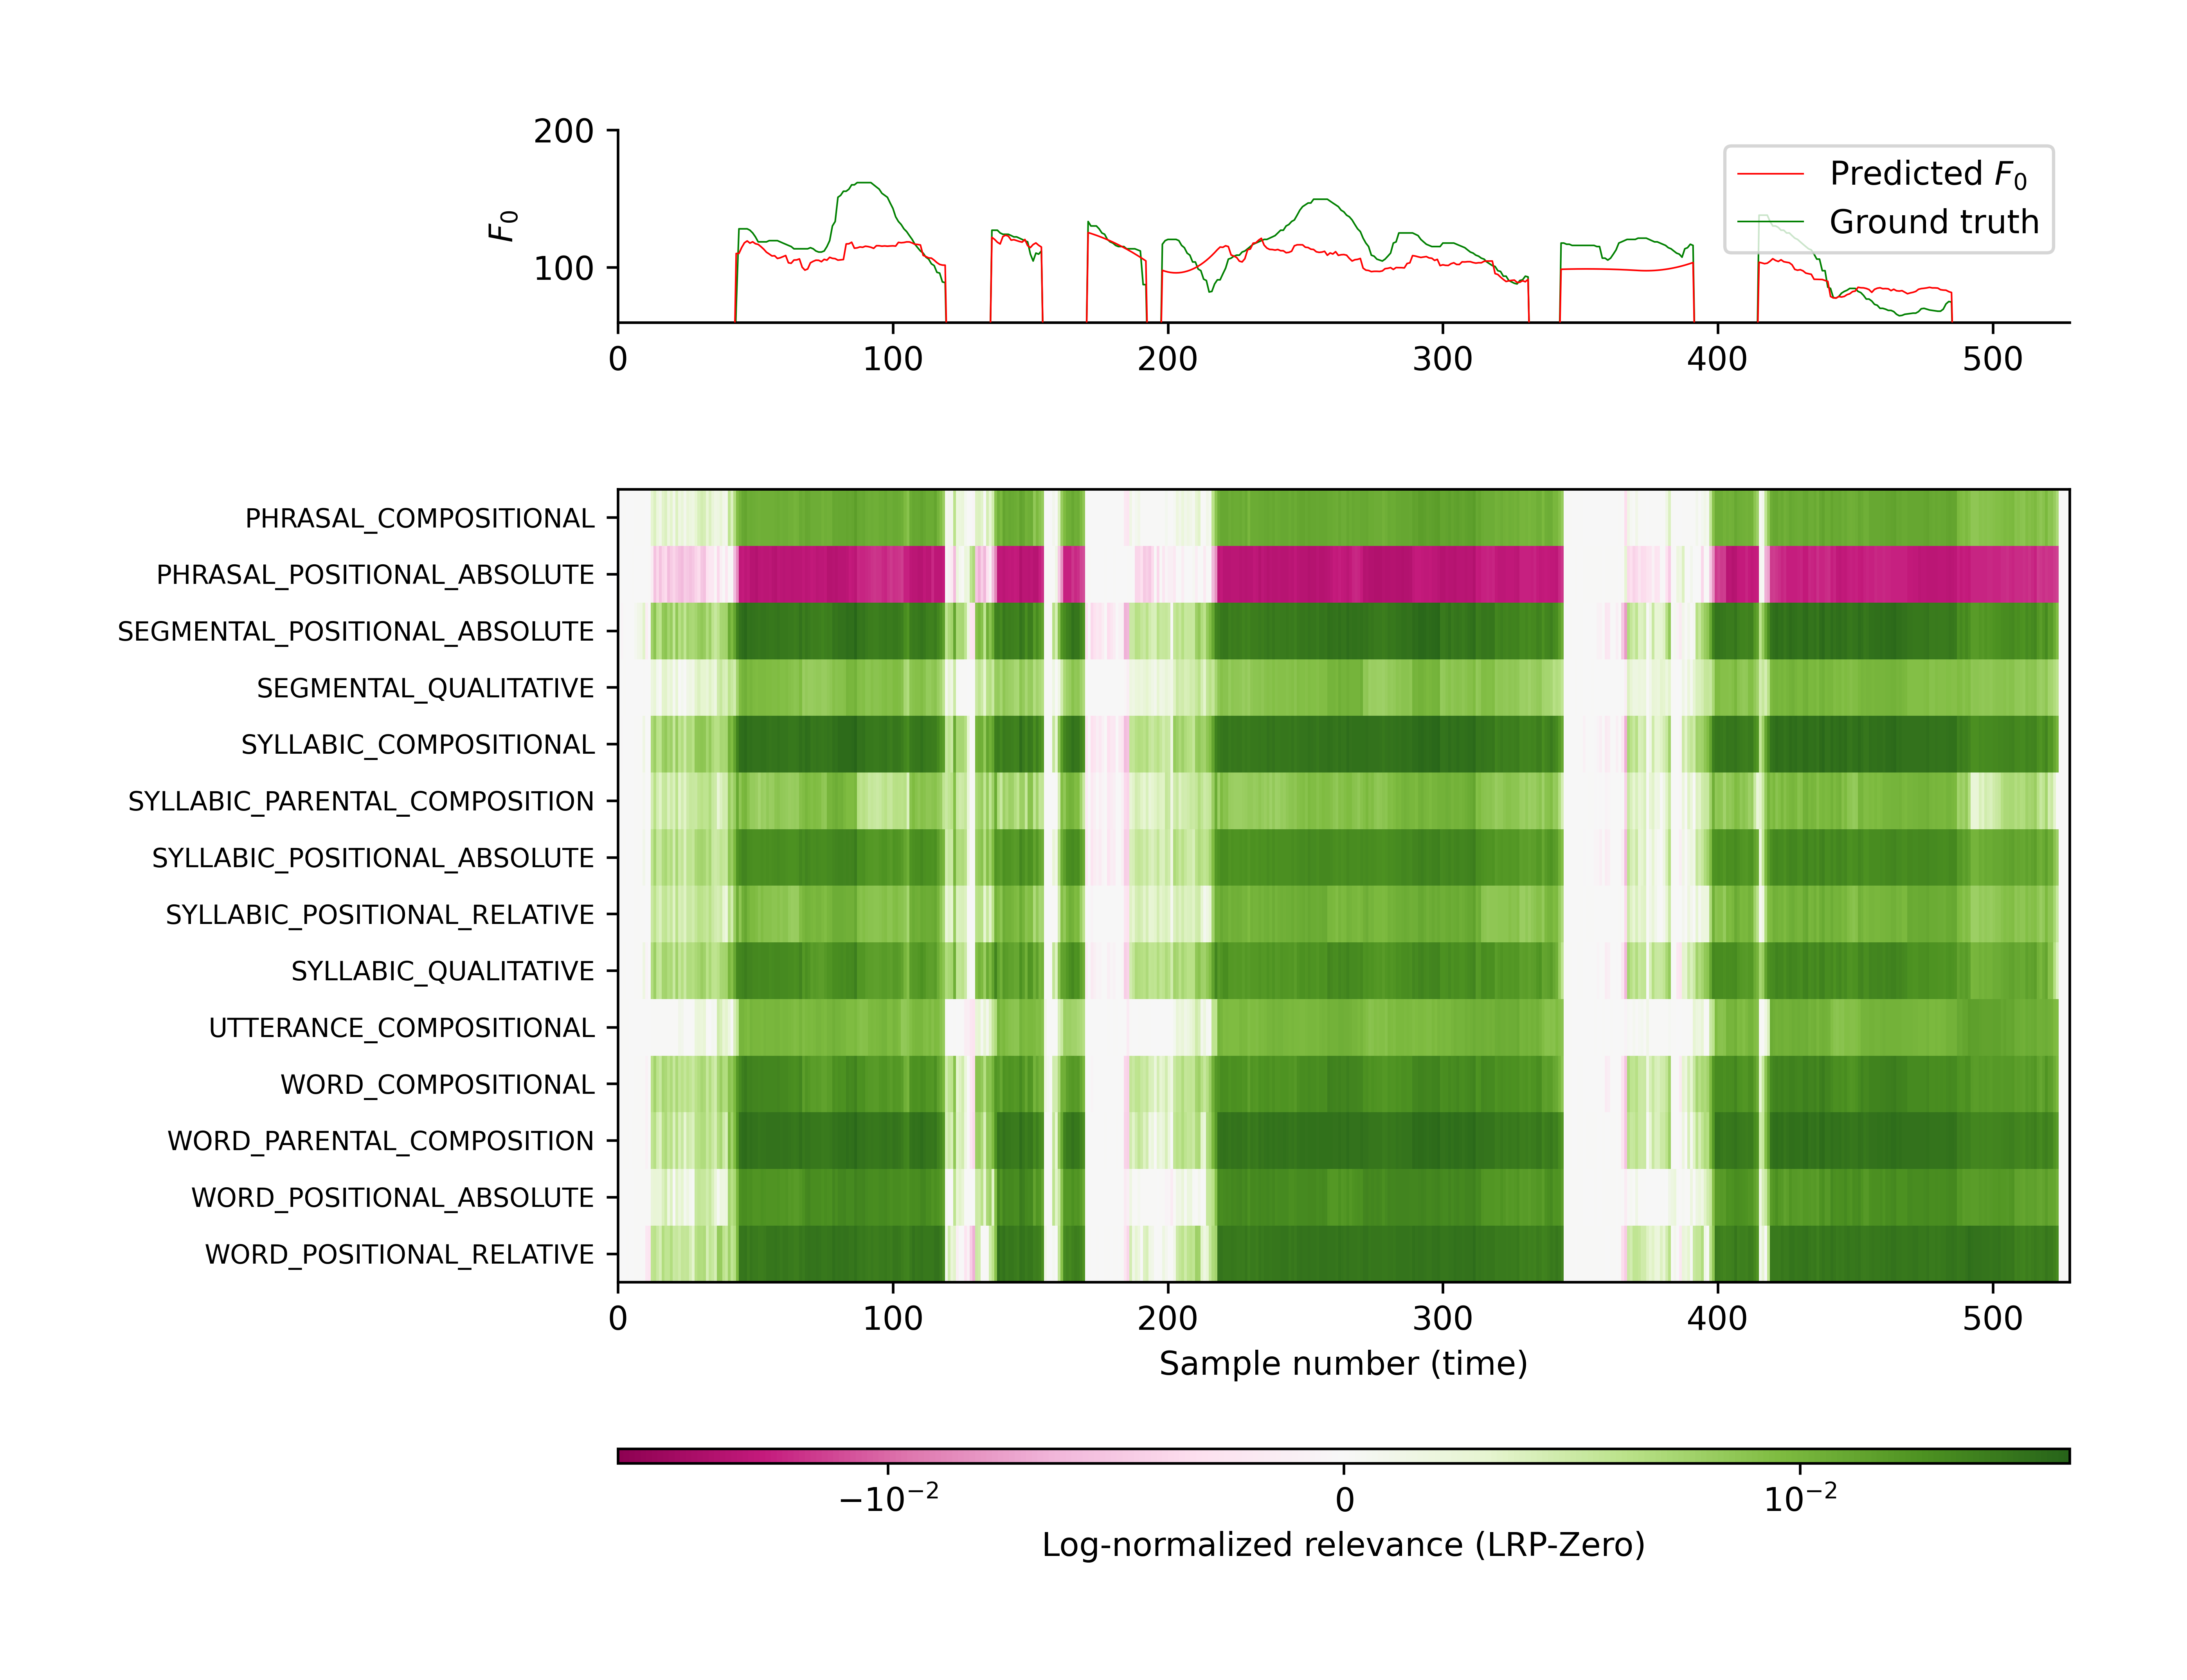 200
100
F0
Predicted F0
Ground truth
0 100 200 300 400 500
PHRASAL_COMPOSITIONAL
PHRASAL_POSITIONAL_ABSOLUTE
SEGMENTAL_POSITIONAL_ABSOLUTE
SEGMENTAL_QUALITATIVE
SYLLABIC_COMPOSITIONAL
SYLLABIC_PARENTAL_COMPOSITION
SYLLABIC_POSITIONAL_ABSOLUTE
SYLLABIC_POSITIONAL_RELATIVE
SYLLABIC_QUALITATIVE
UTTERANCE_COMPOSITIONAL
WORD_COMPOSITIONAL
WORD_PARENTAL_COMPOSITION
WORD_POSITIONAL_ABSOLUTE
WORD_POSITIONAL_RELATIVE
0 100 200 300 400 500
Sample number (time)
−10⁻² 0 10⁻²
Log-normalized relevance (LRP-Zero)